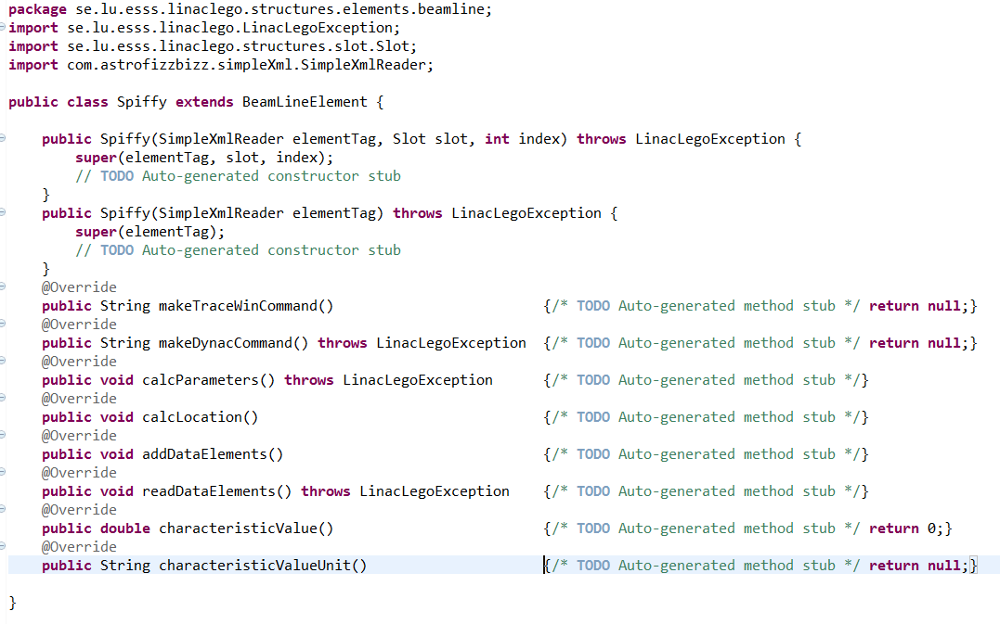 package se.lu.esss.linaclego.structures.elements.beamline;
import se.lu.esss.linaclego.LinacLegoException;
import se.lu.esss.linaclego.structures.slot.Slot;
import com.astrofizzbizz.simpleXml.SimpleXmlReader;
public class Spiffy extends BeamLineElement {
public Spiffy(SimpleXmlReader elementTag, Slot slot, int index) throws LinacLegoException {
super(elementTag, slot, index);
// TODO Auto-generated constructor stub
}
public Spiffy(SimpleXmlReader elementTag) throws LinacLegoException {
super(elementTag);
// TODO Auto-generated constructor stub
}
@Override
public String makeTraceWinCommand() {/* TODO Auto-generated method stub */ return null;}
@Override
public String makeDynacCommand() throws LinacLegoException {/* TODO Auto-generated method stub */ return null;}
@Override
public void calcParameters() throws LinacLegoException {/* TODO Auto-generated method stub */}
@Override
public void calcLocation() {/* TODO Auto-generated method stub */}
@Override
public void addDataElements() {/* TODO Auto-generated method stub */}
@Override
public void readDataElements() throws LinacLegoException {/* TODO Auto-generated method stub */}
@Override
public double characteristicValue() {/* TODO Auto-generated method stub */ return 0;}
@Override
public String characteristicValueUnit() {/* TODO Auto-generated method stub */ return null;}
}